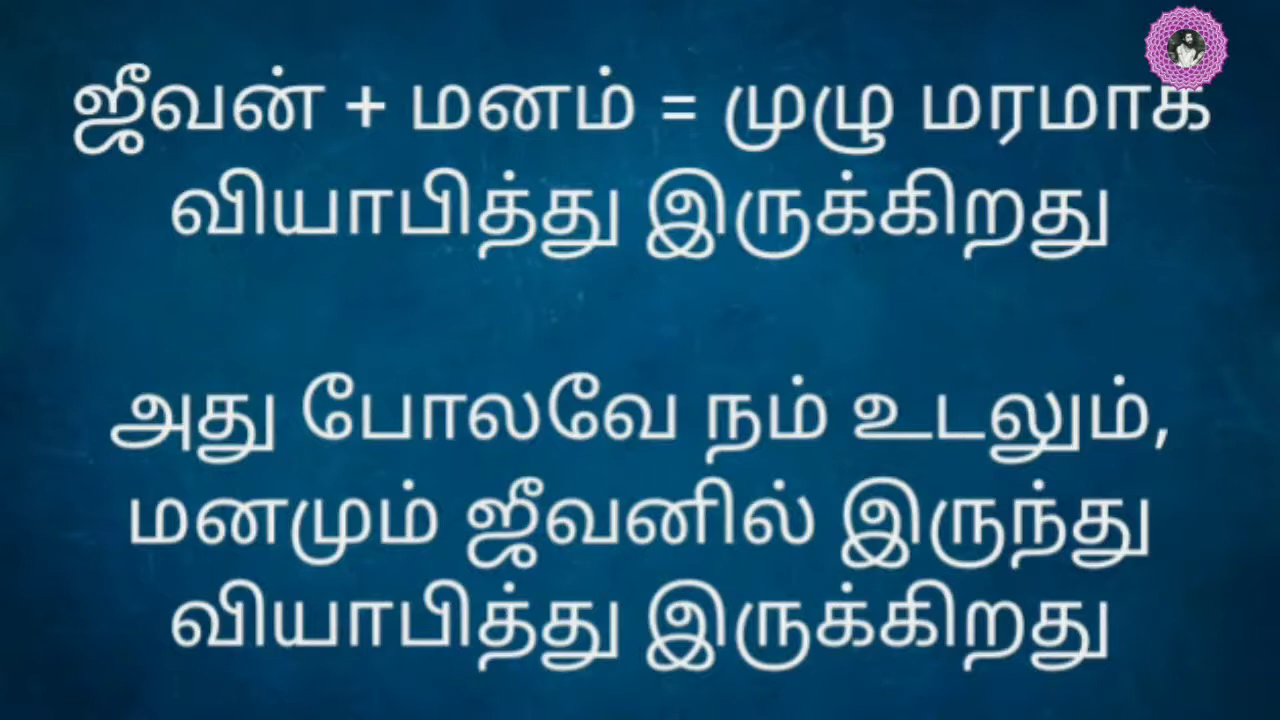 ஜீவன் + மனம் = முழு மரமாக
வியாபித்து இருக்கிறது
அது போலவே நம் உடலும்,
மனமும் ஜீவனில் இருந்து
வியாபித்து இருக்கிறது